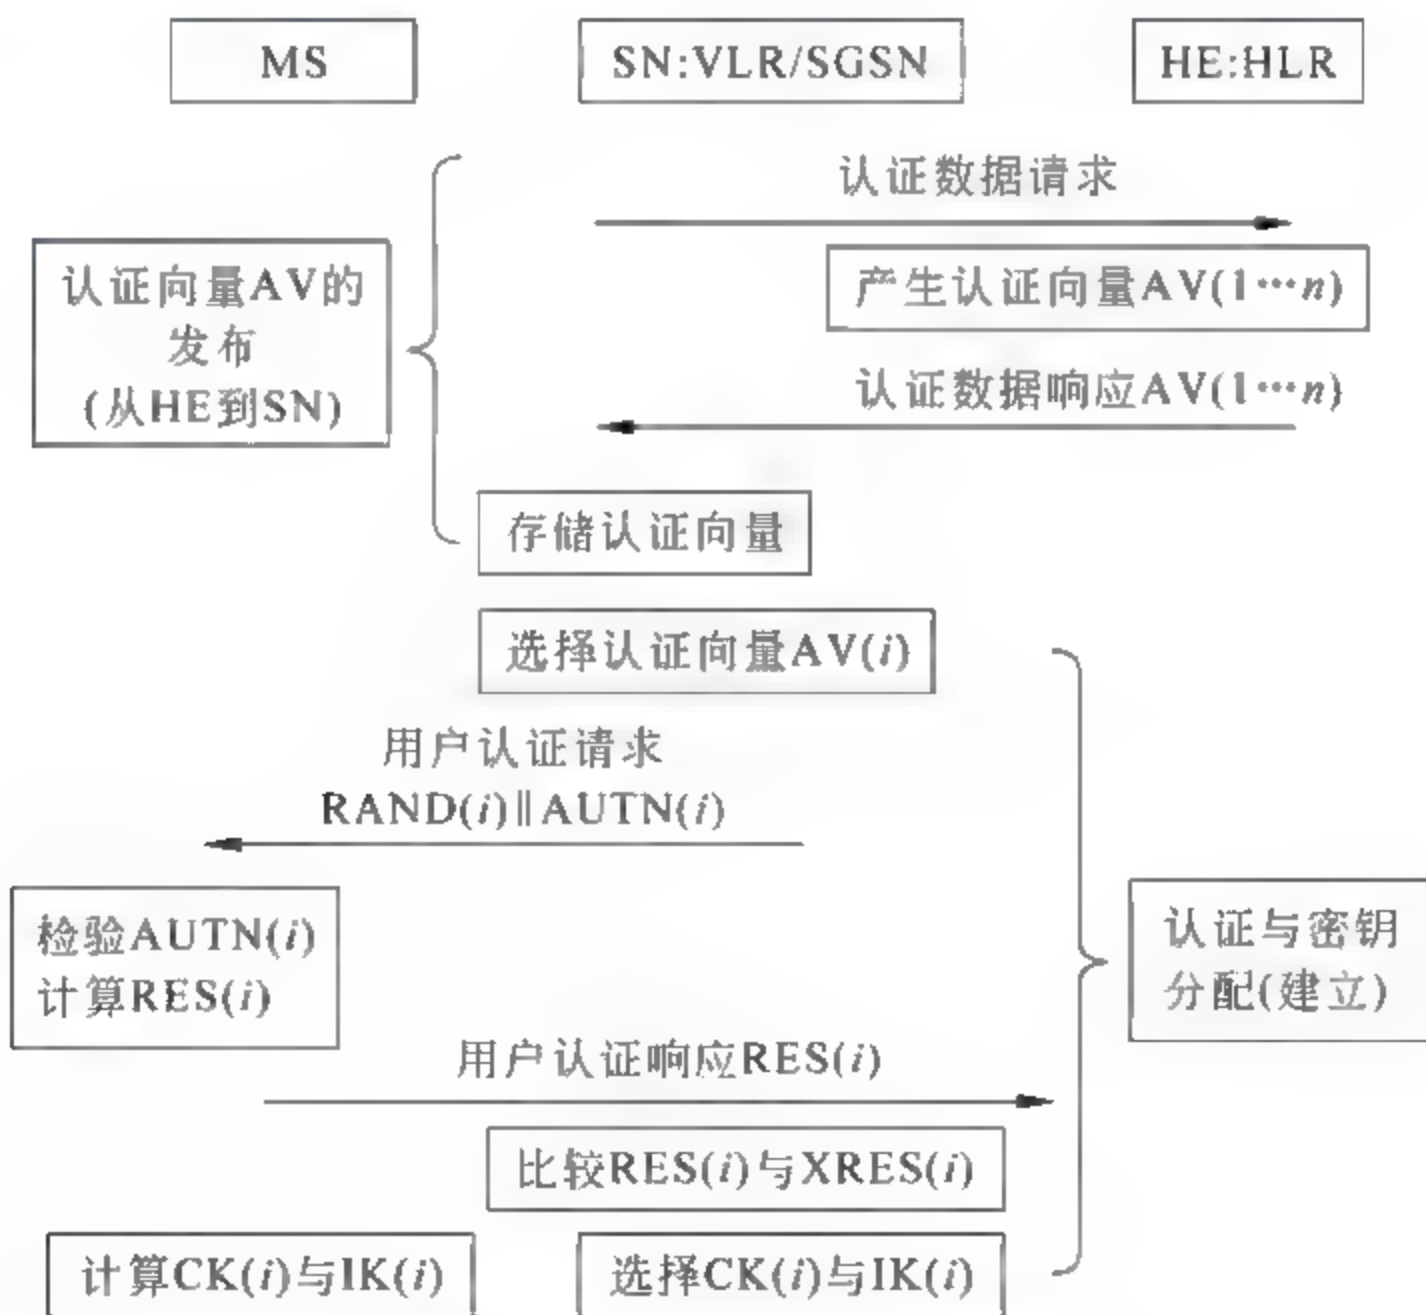 MS
SN:VLR/SGSN
HE:HLR
认证数据请求
认证向量AV的
发布
(从HE到SN)
产生认证向量AV(1…n)
认证数据响应AV(1…n)
存储认证向量
选择认证向量AV(i)
用户认证请求
RAND(i)||AUTN(i)
检验AUTN(i)
计算RES(i)
认证与密钥
分配(建立)
用户认证响应RES(i)
比较RES(i)与XRES(i)
计算CK(i)与IK(i)
选择CK(i)与IK(i)